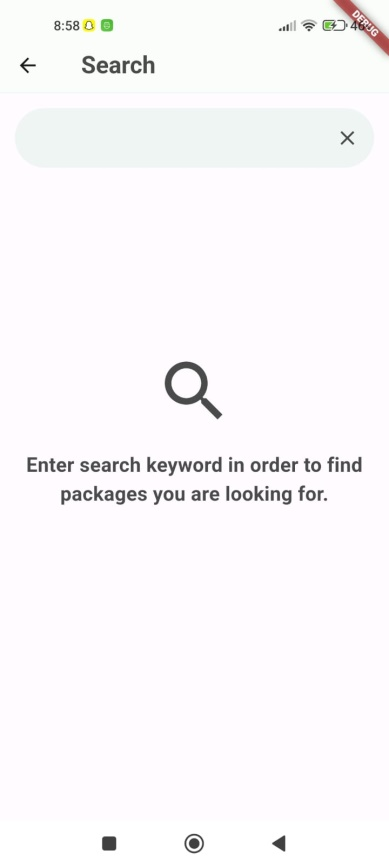 8:58
DEBUG
Search
Enter search keyword in order to find
packages you are looking for.